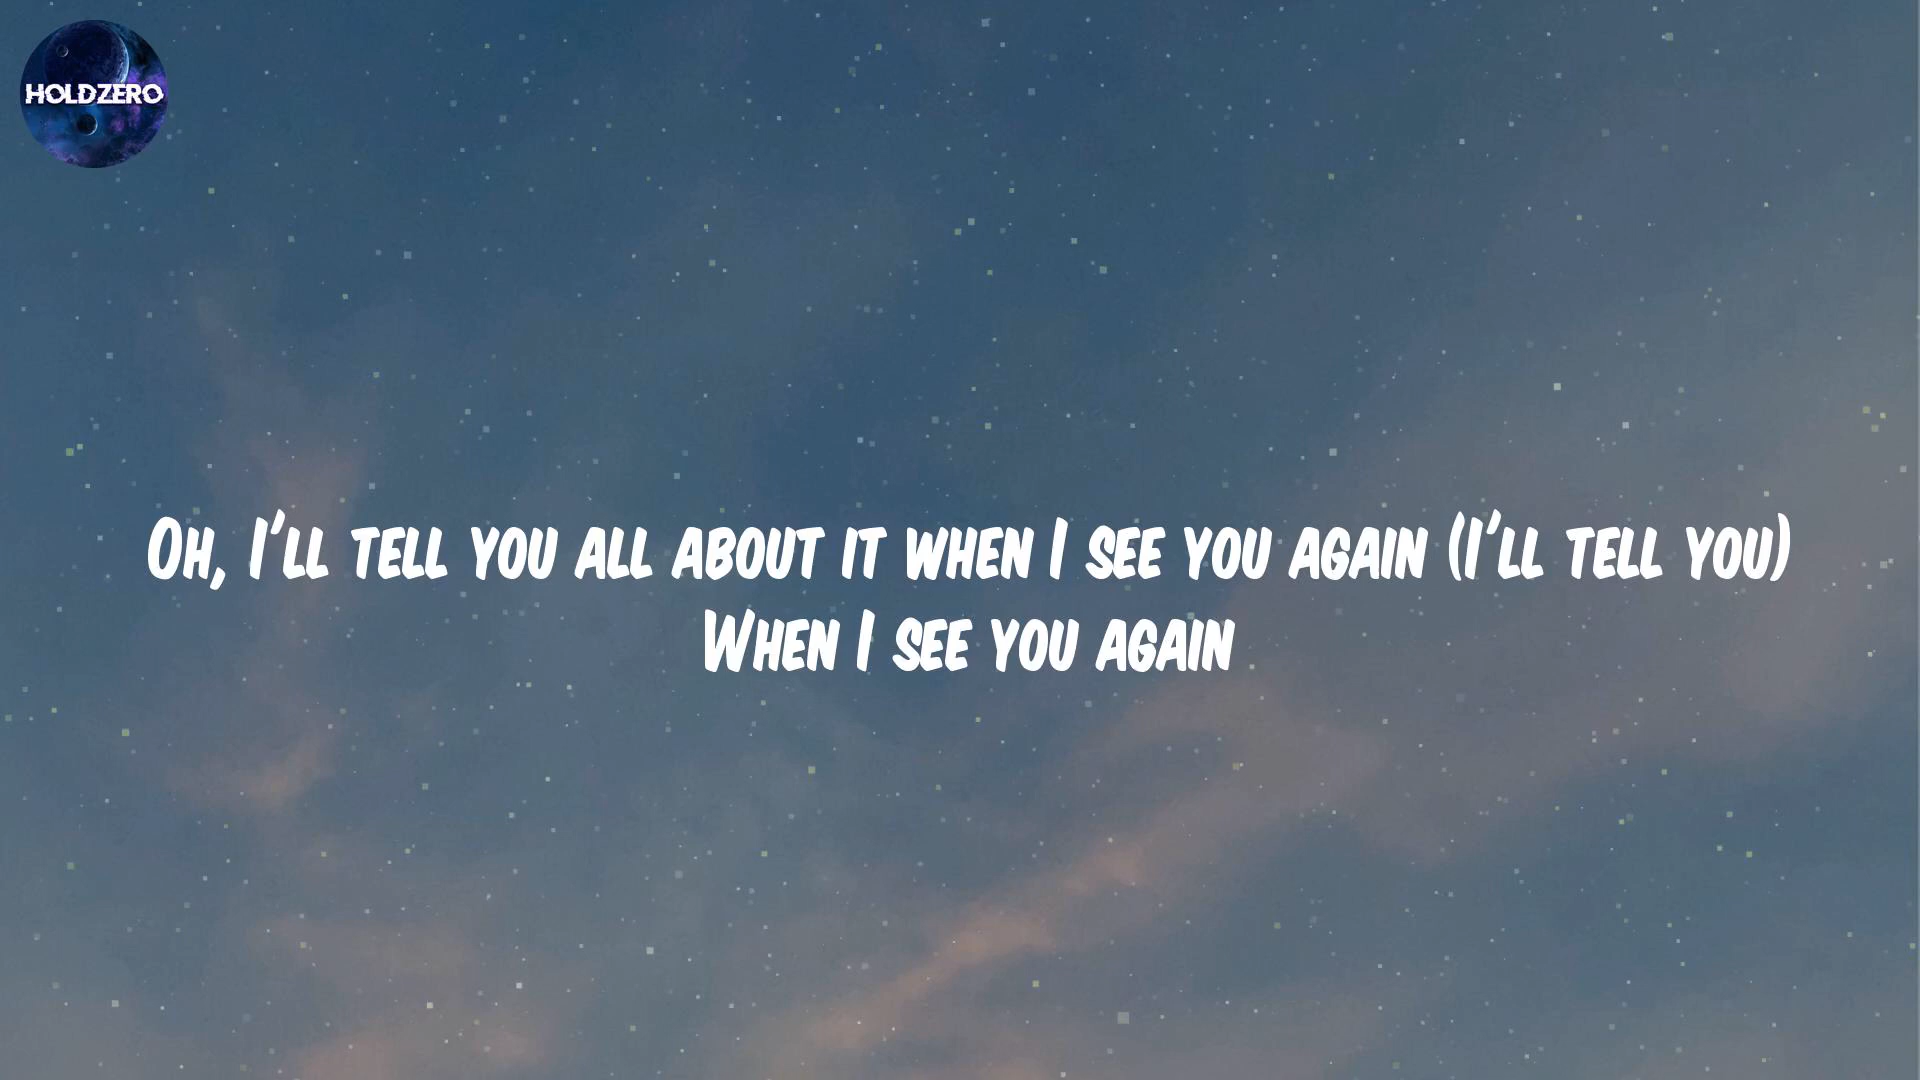 HOLDZERO
Oh, I'll tell you all about it when I see you again (I'll tell you)
When I see you again